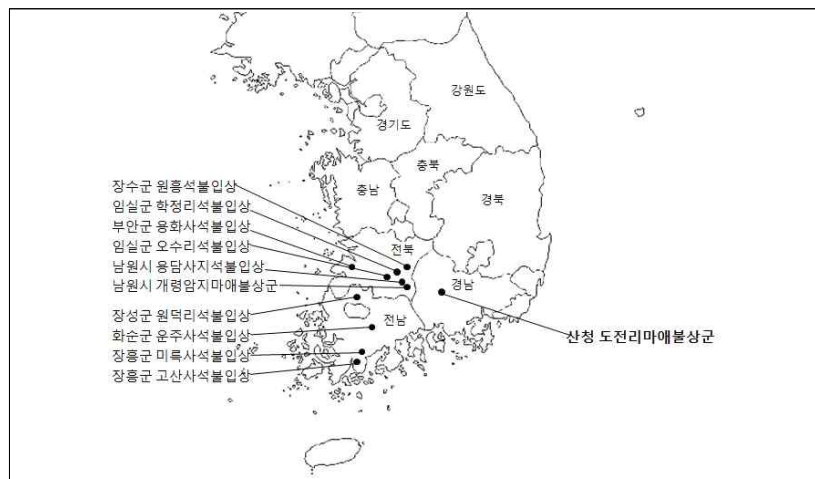 강원도
경기도
충북
충남
경북
장수군 원흥석불입상
임실군 학정리석불입상
부안군 용화사석불입상
임실군 오수리석불입상
전북
남원시 용담사지석불입상
남원시 개령암지마애불상군
경남
장성군 원덕리석불입상
전남
화순군 운주사석불입상
산청 도전리마애불상군
장흥군 미륵사석불입상
장흥군 고산사석불입상